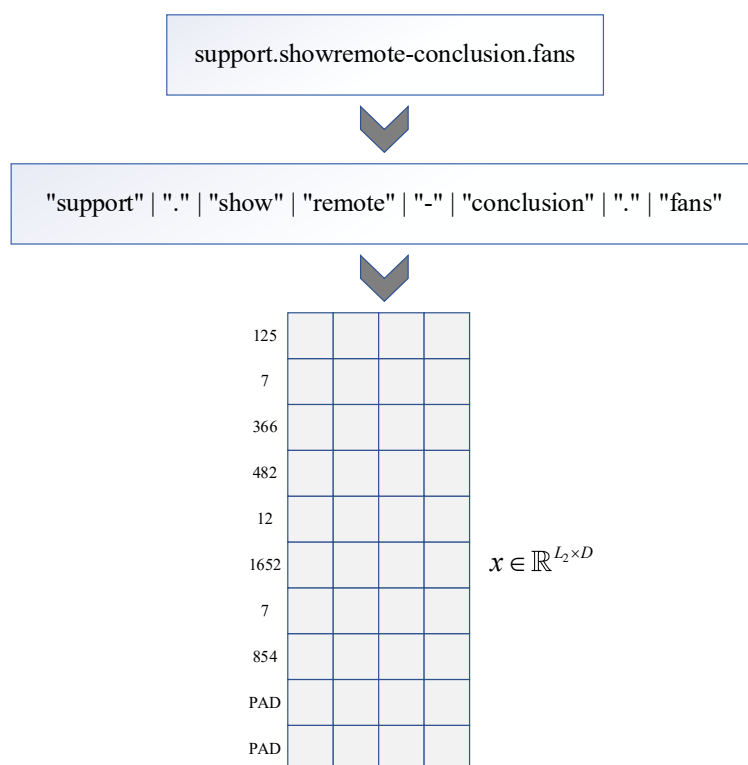 support.showremote-conclusion.fans
"support" | "." | "show" | "remote" | "-" | "conclusion" | "." | "fans"
125
7
366
482
12
1652
7
854
PAD
PAD
x ∈ ℝ^{L₂×D}